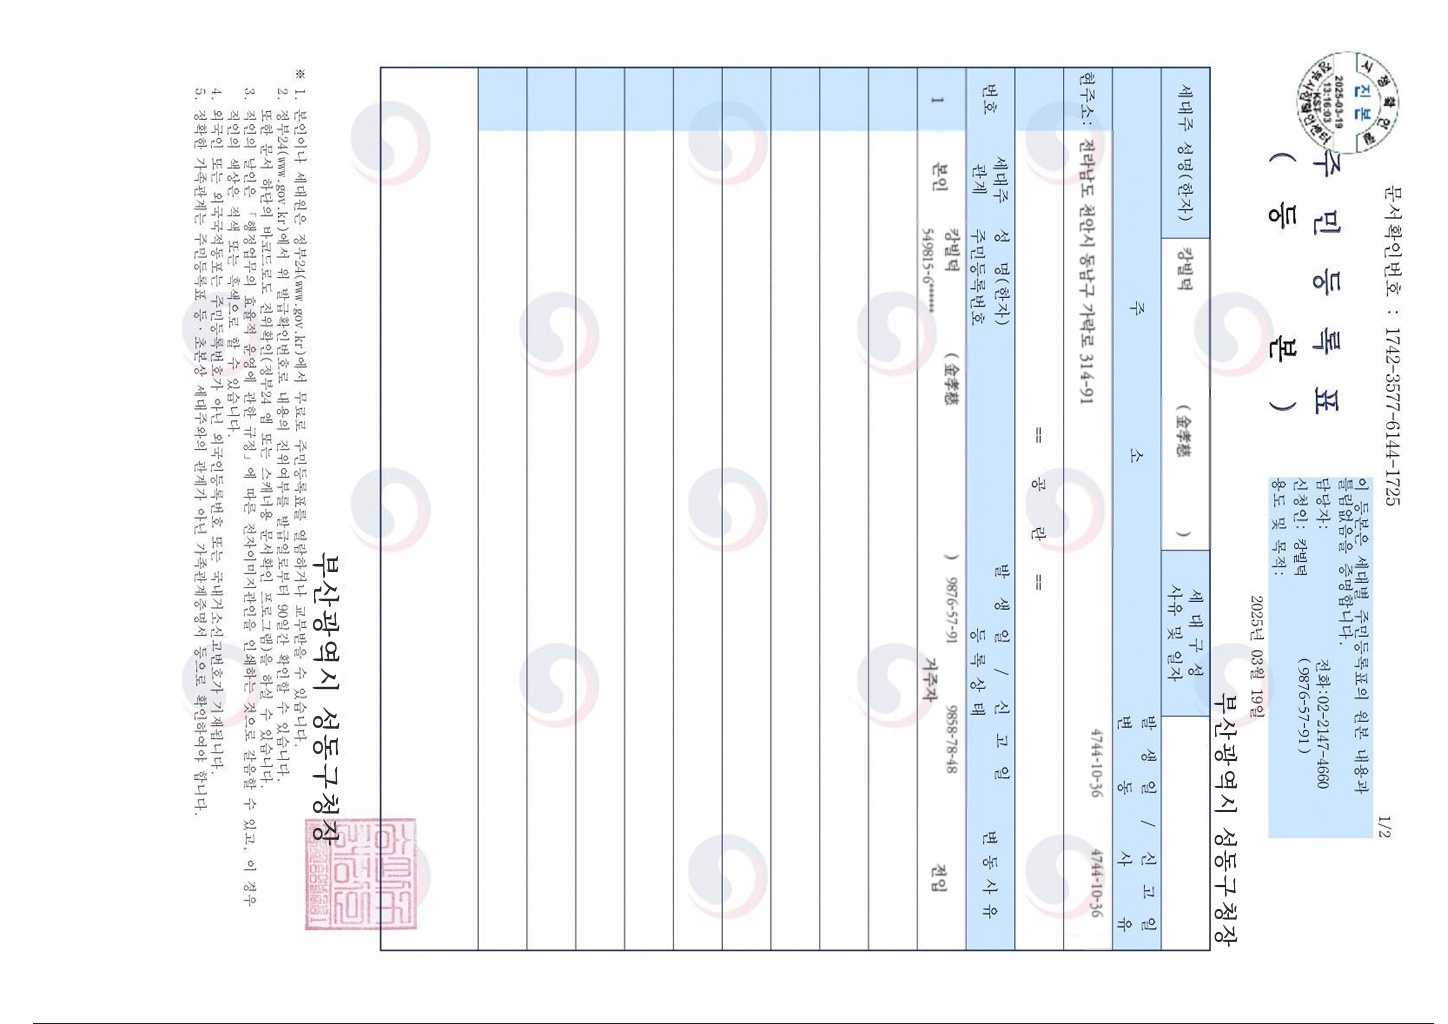 문서확인번호 : 1742-3577-6144-1725
1/2
시점확인필
진본
2025-03-19
13:16:03
KST
주 민 등 록 표
( 등 본 )
이 등본은 세대별 주민등록표의 원본 내용과
틀림없음을 증명합니다.
담당자: 전화:02-2147-4660
신청인: 캉빌덕 (9876-57-91)
용도 및 목적:
2025년 03월 19일
부산광역시 성동구청장
세대주 성명(한자) 캉빌덕 (金孝慈 ) 세 대 구 성
사유 및 일자
주 소 발 생 일 / 신 고 일
변 동 사 유
현주소: 전라남도 천안시 동남구 가락로 314-91 4744-10-36 4744-10-36
== 공 란 ==
번호 세대주
관계 성 명(한자)
주민등록번호 발 생 일 / 신 고 일
등 록 상 태 변 동 사 유
1 본인 캉빌덕 (金孝慈 ) 9876-57-91 9858-78-48 전입
549815-6****** 거주자
부산광역시 성동구청장
※ 1. 본인이나 세대원은 정부24(www.gov.kr)에서 무료로 주민등록표를 열람하거나 교부받을 수 있습니다.
2. 정부24(www.gov.kr)에서 위 발급확인번호로 내용의 진위여부를 발급일로부터 90일간 확인할 수 있습니다.
또한 문서 하단의 바코드로도 진위확인(정부24 앱 또는 스캐너용 문서확인 프로그램)을 하실 수 있습니다.
3. 직인의 날인은 「행정업무의 효율적 운영에 관한 규정」에 따른 전자이미지관인을 인쇄하는 것으로 갈음할 수 있고, 이 경우
직인의 색상은 적색 또는 흑색으로 할 수 있습니다.
4. 외국인 또는 외국국적동포는 주민등록번호가 아닌 외국인등록번호 또는 국내거소신고번호가 기재됩니다.
5. 정확한 가족관계는 주민등록표 등·초본상 세대주와의 관계가 아닌 가족관계증명서 등으로 확인하여야 합니다.